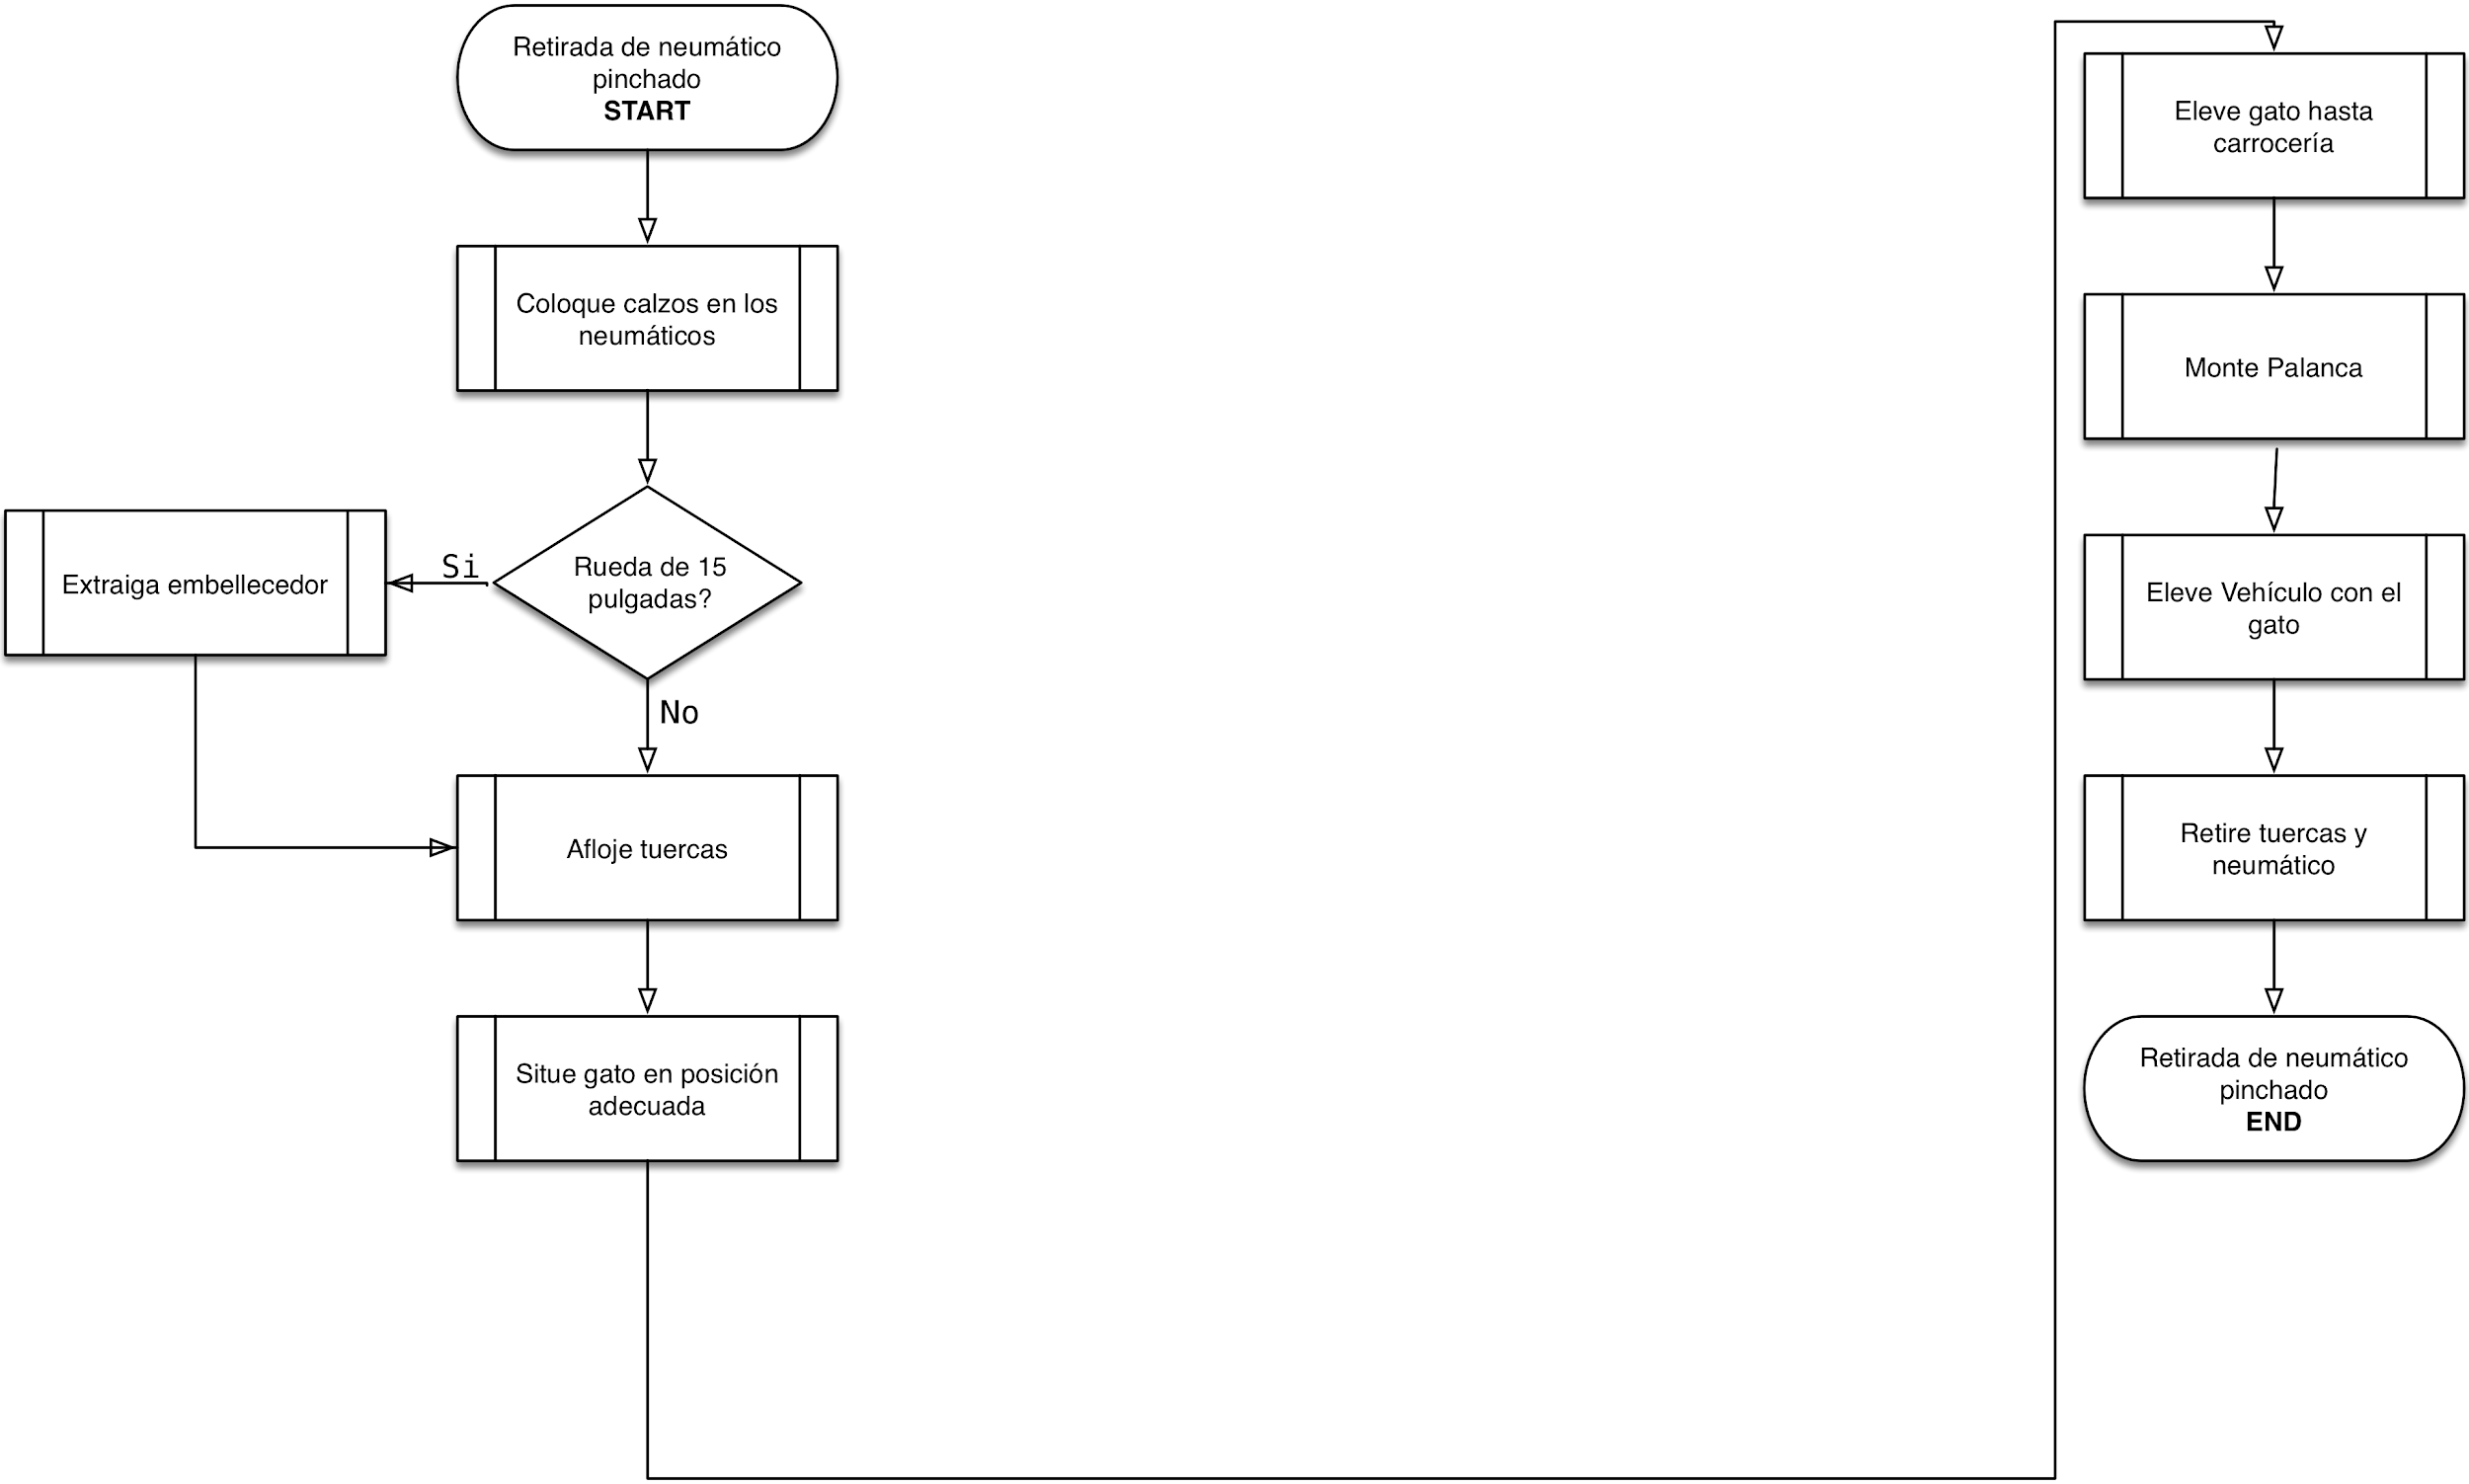 Retirada de neumático
pinchado
START
Coloque calzos en los
neumáticos
Rueda de 15
pulgadas?
Si
Extraiga embellecedor
No
Afloje tuercas
Situe gato en posición
adecuada
Eleve gato hasta
carrocería
Monte Palanca
Eleve Vehículo con el
gato
Retire tuercas y
neumático
Retirada de neumático
pinchado
END